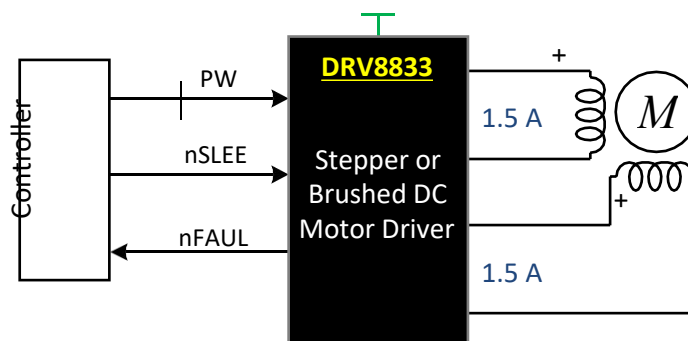 DRV8833
Controller
PW
nSLEE
nFAUL
Stepper or
Brushed DC
Motor Driver
+
1.5 A
M
+
1.5 A